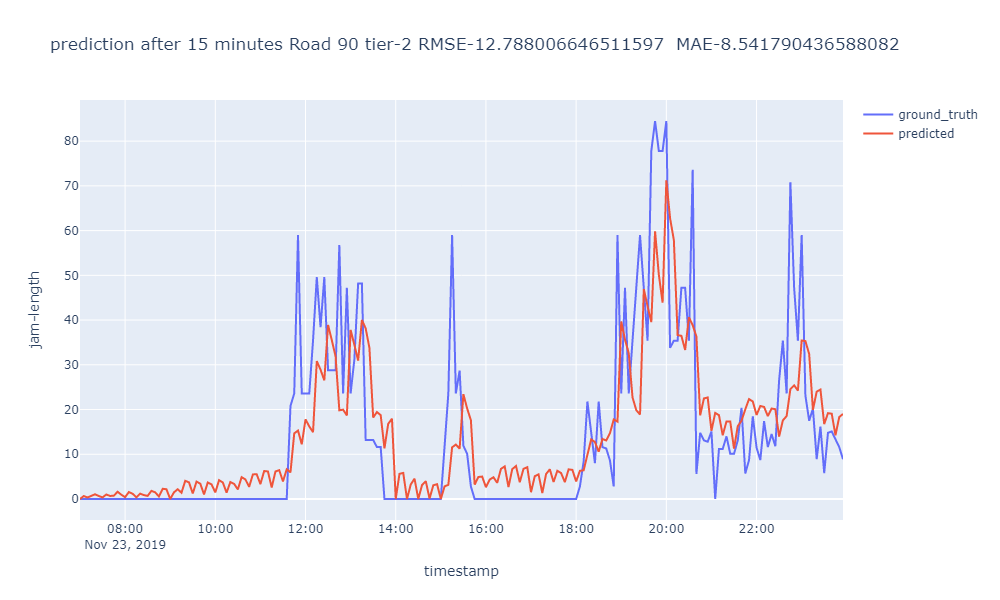 prediction after 15 minutes Road 90 tier-2 RMSE-12.788006646511597  MAE-8.541790436588082
ground_truth
predicted
80
70
60
50
40
30
20
10
0
jam-length
08:00 10:00 12:00 14:00 16:00 18:00 20:00 22:00
Nov 23, 2019
timestamp